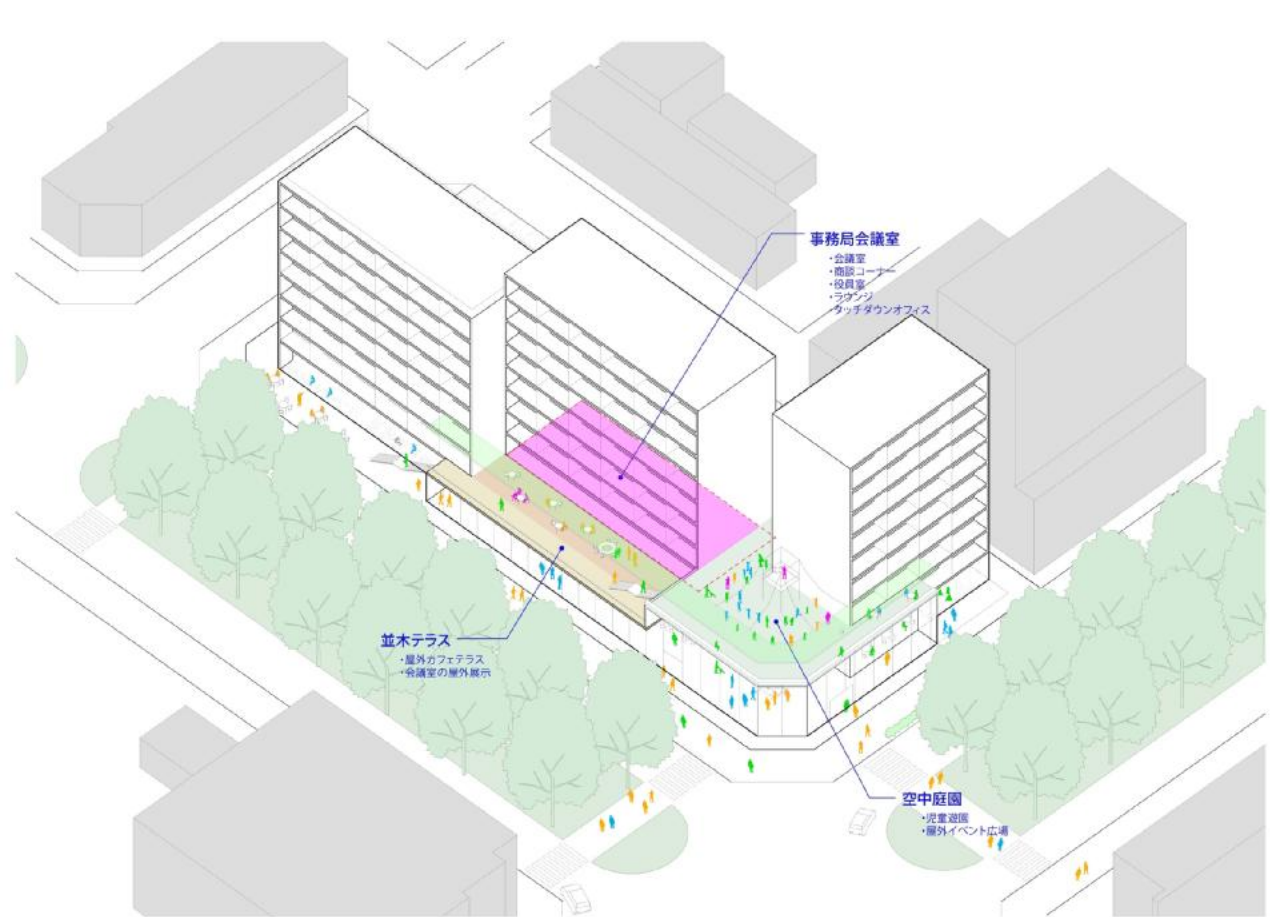 事務局会議室
・会議室
・商談コーナー
・役員室
・ラウンジ
・タッチダウンオフィス
並木テラス
・屋外カフェテラス
・会議室の屋外展示
空中庭園
・児童遊園
・屋外イベント広場